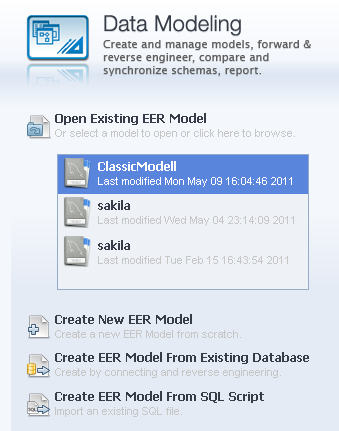 Data Modeling
Create and manage models, forward &
reverse engineer, compare and
synchronize schemas, report.
Open Existing EER Model
Or select a model to open or click here to browse.
ClassicModell
Last modified Mon May 09 16:04:46 2011
sakila
Last modified Wed May 04 23:14:09 2011
sakila
Last modified Tue Feb 15 16:43:54 2011
Create New EER Model
Create a new EER Model from scratch.
Create EER Model From Existing Database
Create by connecting and reverse engineering.
Create EER Model From SQL Script
Import an existing SQL file.